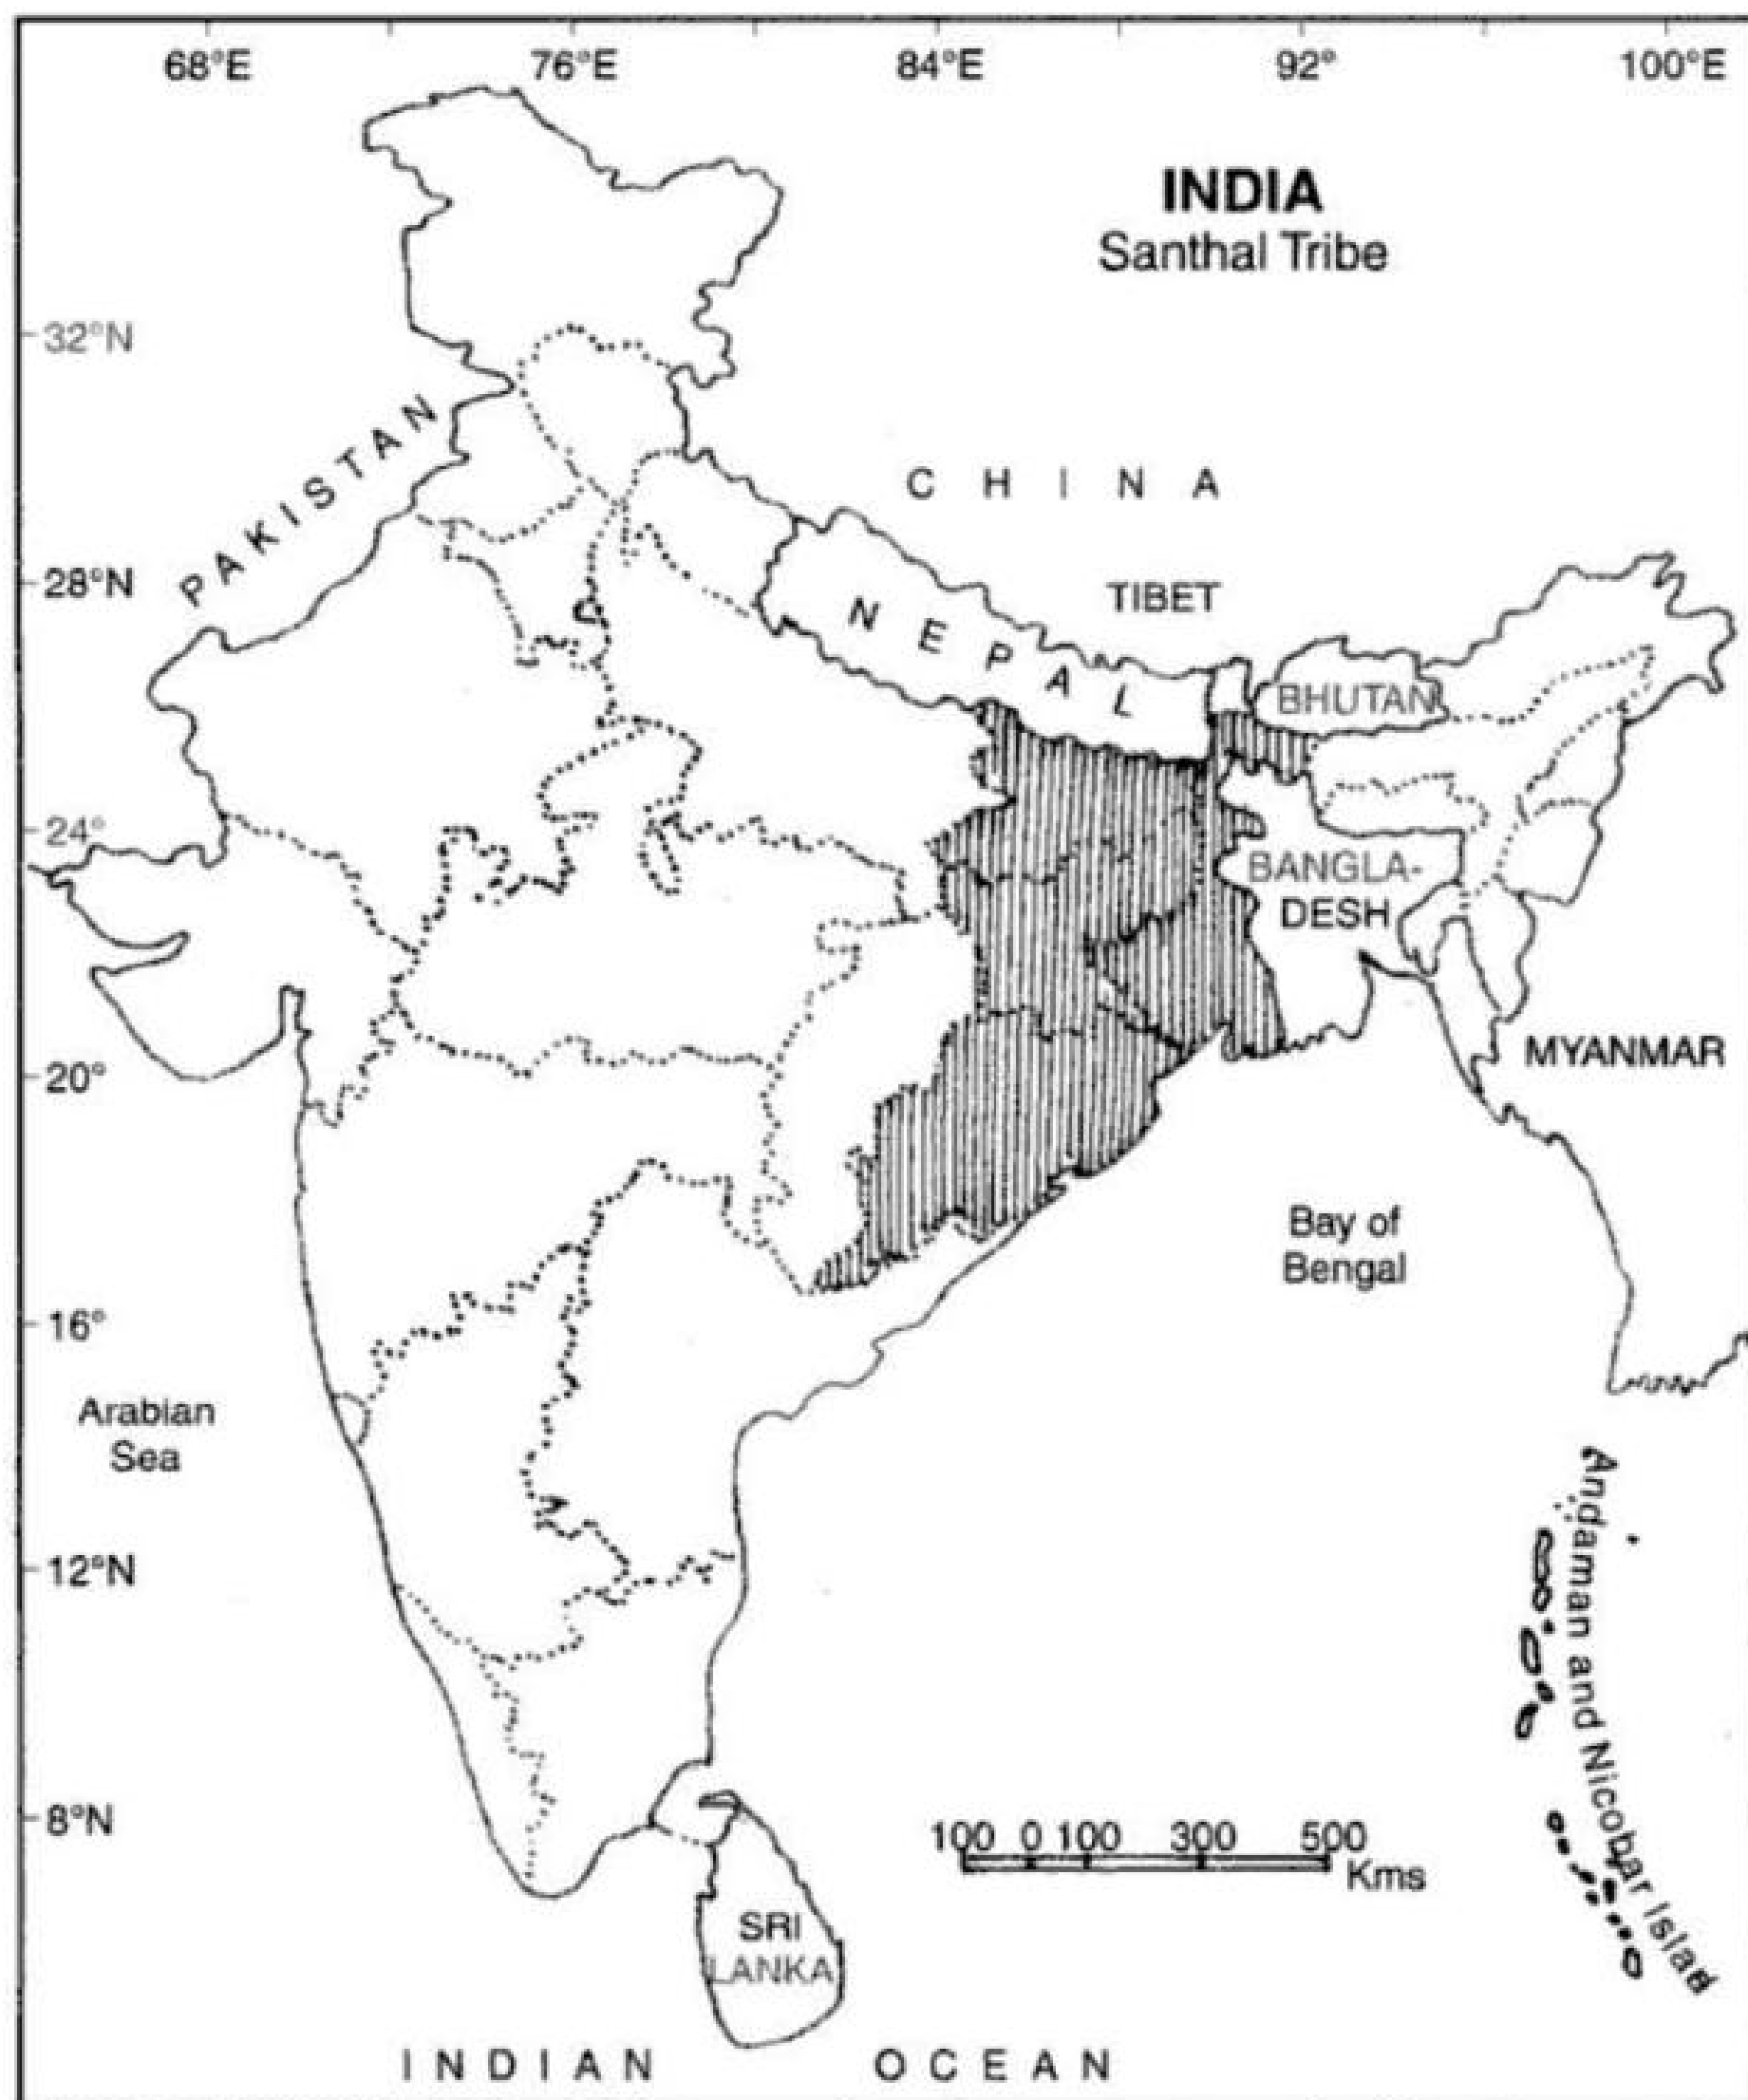 68°E 76°E 84°E 92° 100°E
INDIA
Santhal Tribe
32°N
PAKISTAN
CHINA
28°N
TIBET
NEPAL
BHUTAN
24°
BANGLA-
DESH
20°
MYANMAR
Bay of
Bengal
16°
Arabian
Sea
Andaman and Nicobar Islad
12°N
8°N
100 0 100 300 500
Kms
SRI
LANKA
INDIAN OCEAN